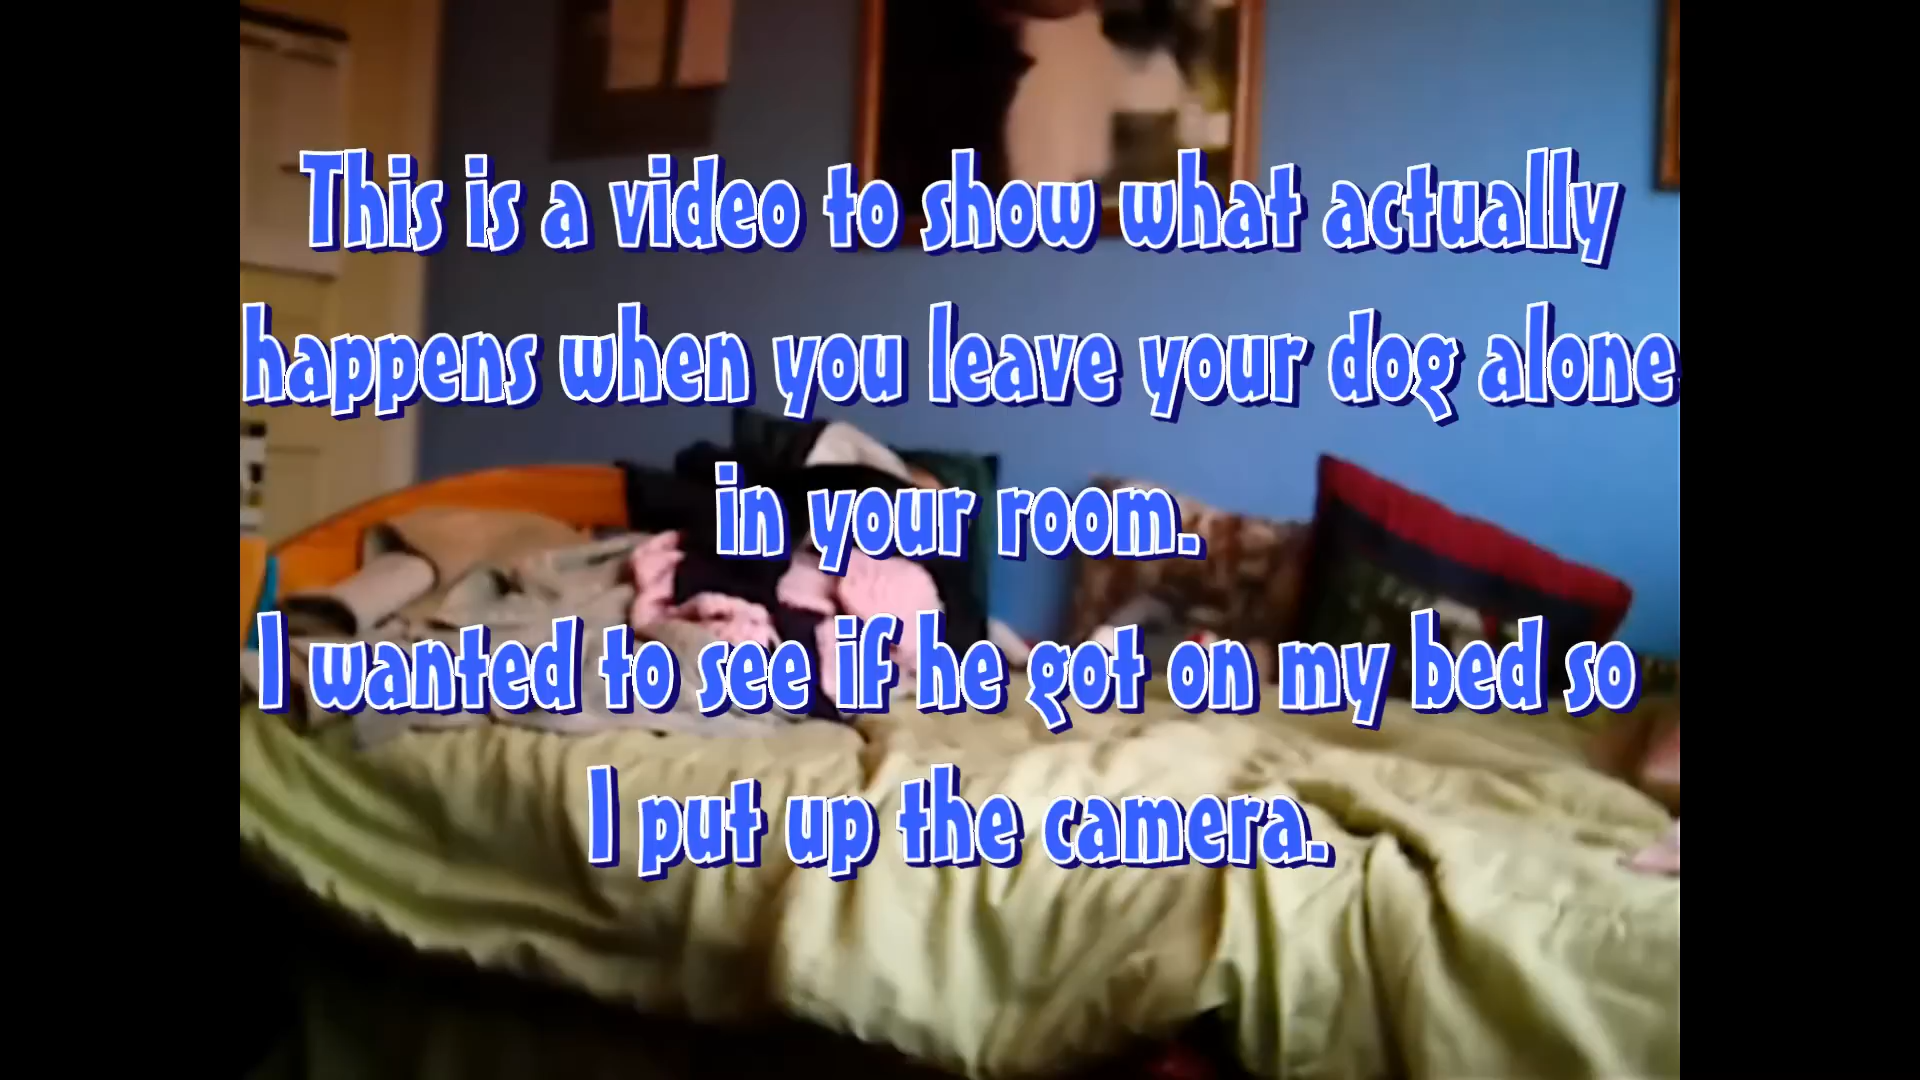 This is a video to show what actually
happens when you leave your dog alone
in your room.
I wanted to see if he got on my bed so
I put up the camera.